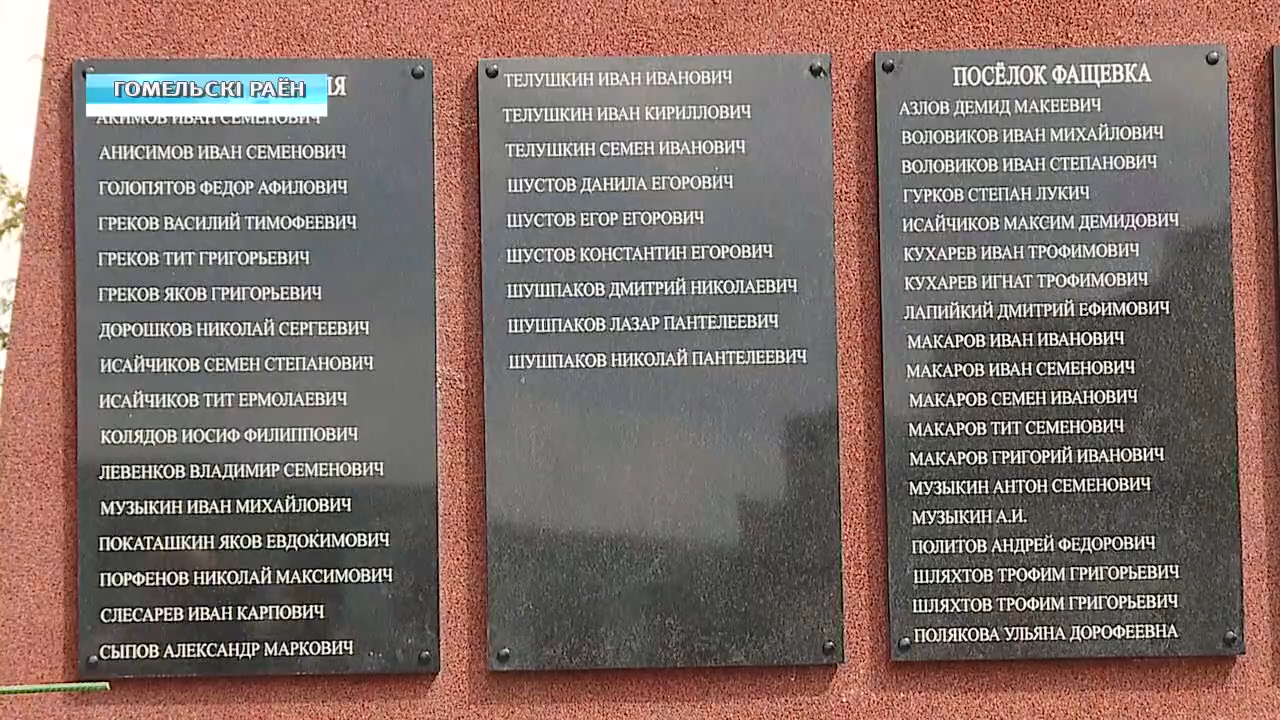 ГОМЕЛЬСКІ РАЁН
АКИМОВ ИВАН СЕМЕНОВИЧ
АНИСИМОВ ИВАН СЕМЕНОВИЧ
ГОЛОПЯТОВ ФЕДОР АФИЛОВИЧ
ГРЕКОВ ВАСИЛИЙ ТИМОФЕЕВИЧ
ГРЕКОВ ТИТ ГРИГОРЬЕВИЧ
ГРЕКОВ ЯКОВ ГРИГОРЬЕВИЧ
ДОРОШКОВ НИКОЛАЙ СЕРГЕЕВИЧ
ИСАЙЧИКОВ СЕМЕН СТЕПАНОВИЧ
ИСАЙЧИКОВ ТИТ ЕРМОЛАЕВИЧ
КОЛЯДОВ ИОСИФ ФИЛИППОВИЧ
ЛЕВЕНКОВ ВЛАДИМИР СЕМЕНОВИЧ
МУЗЫКИН ИВАН МИХАЙЛОВИЧ
ПОКАТАШКИН ЯКОВ ЕВДОКИМОВИЧ
ПОРФЕНОВ НИКОЛАЙ МАКСИМОВИЧ
СЛЕСАРЕВ ИВАН КАРПОВИЧ
СЫПОВ АЛЕКСАНДР МАРКОВИЧ
ТЕЛУШКИН ИВАН ИВАНОВИЧ
ТЕЛУШКИН ИВАН КИРИЛЛОВИЧ
ТЕЛУШКИН СЕМЕН ИВАНОВИЧ
ШУСТОВ ДАНИЛА ЕГОРОВИЧ
ШУСТОВ ЕГОР ЕГОРОВИЧ
ШУСТОВ КОНСТАНТИН ЕГОРОВИЧ
ШУШПАКОВ ДМИТРИЙ НИКОЛАЕВИЧ
ШУШПАКОВ ЛАЗАР ПАНТЕЛЕЕВИЧ
ШУШПАКОВ НИКОЛАЙ ПАНТЕЛЕЕВИЧ
ПОСЁЛОК ФАЩЕВКА
АЗЛОВ ДЕМИД МАКЕЕВИЧ
ВОЛОВИКОВ ИВАН МИХАЙЛОВИЧ
ВОЛОВИКОВ ИВАН СТЕПАНОВИЧ
ГУРКОВ СТЕПАН ЛУКИЧ
ИСАЙЧИКОВ МАКСИМ ДЕМИДОВИЧ
КУХАРЕВ ИВАН ТРОФИМОВИЧ
КУХАРЕВ ИГНАТ ТРОФИМОВИЧ
ЛАПИЙКИЙ ДМИТРИЙ ЕФИМОВИЧ
МАКАРОВ ИВАН ИВАНОВИЧ
МАКАРОВ ИВАН СЕМЕНОВИЧ
МАКАРОВ СЕМЕН ИВАНОВИЧ
МАКАРОВ ТИТ СЕМЕНОВИЧ
МАКАРОВ ГРИГОРИЙ ИВАНОВИЧ
МУЗЫКИН АНТОН СЕМЕНОВИЧ
МУЗЫКИН А.И.
ПОЛИТОВ АНДРЕЙ ФЕДОРОВИЧ
ШЛЯХТОВ ТРОФИМ ГРИГОРЬЕВИЧ
ШЛЯХТОВ ТРОФИМ ГРИГОРЬЕВИЧ
ПОЛЯКОВА УЛЬЯНА ДОРОФЕЕВНА